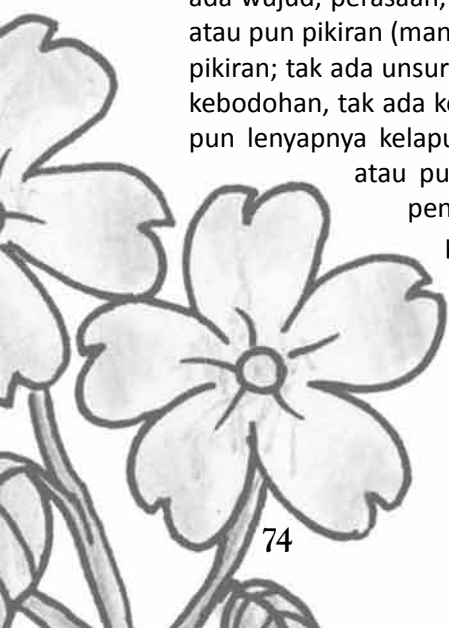 ada wujud, perasaan,
atau pun pikiran (man
pikiran; tak ada unsur
kebodohan, tak ada ke
pun lenyapnya kelapu
atau pu
pen
74